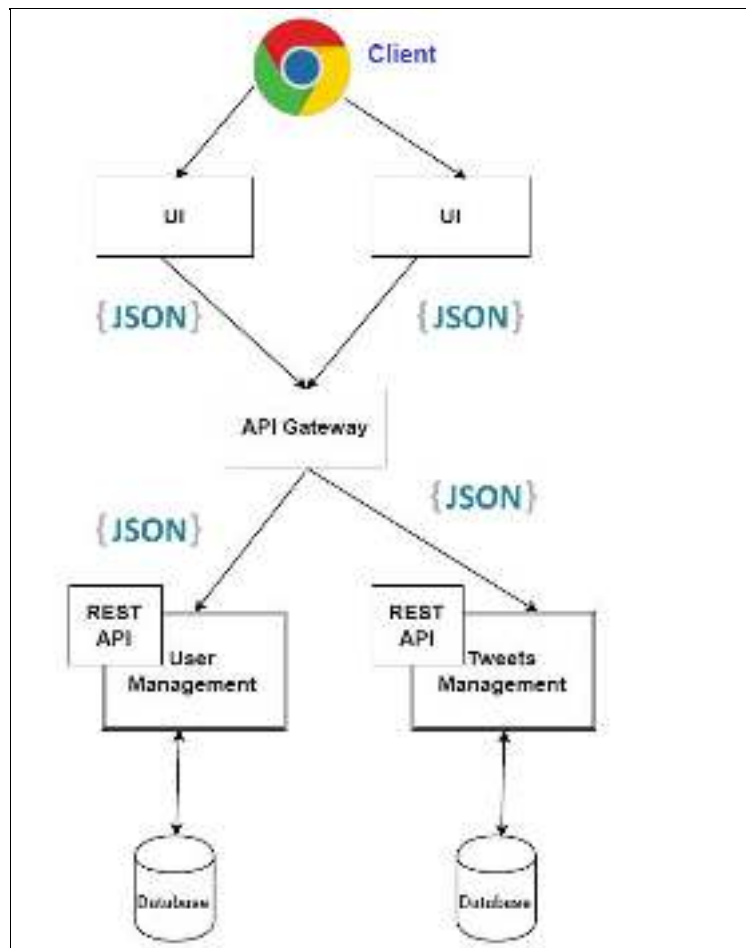 Client
UI
UI
{JSON}
{JSON}
API Gateway
{JSON}
{JSON}
REST
API
User
Management
REST
API
Tweets
Management
Database
Database